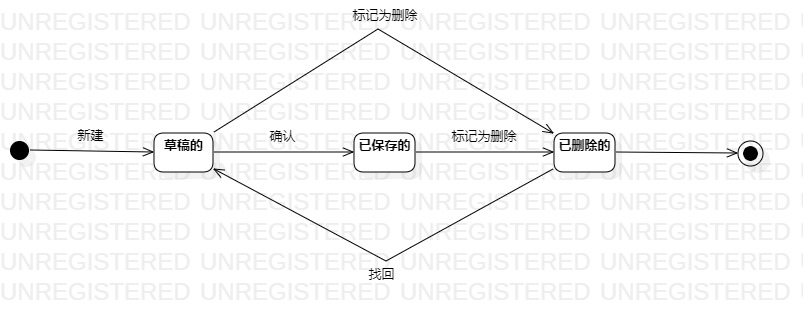 标记为删除
新建
确认
标记为删除
草稿的
已保存的
已删除的
找回
UNREGISTERED UNREGISTERED UNREGISTERED UNREGISTERED
UNREGISTERED UNREGISTERED UNREGISTERED UNREGISTERED
UNREGISTERED UNREGISTERED UNREGISTERED UNREGISTERED
UNREGISTERED UNREGISTERED UNREGISTERED UNREGISTERED
UNREGISTERED UNREGISTERED UNREGISTERED UNREGISTERED
UNREGISTERED UNREGISTERED UNREGISTERED UNREGISTERED
UNREGISTERED UNREGISTERED UNREGISTERED UNREGISTERED
UNREGISTERED UNREGISTERED UNREGISTERED UNREGISTERED
UNREGISTERED UNREGISTERED UNREGISTERED UNREGISTERED
UNREGISTERED UNREGISTERED UNREGISTERED UNREGISTERED